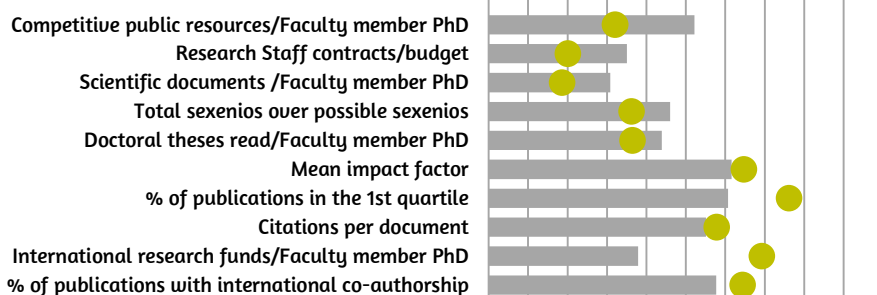 Competitive public resources/Faculty member PhD
Research Staff contracts/budget
Scientific documents /Faculty member PhD
Total sexenios over possible sexenios
Doctoral theses read/Faculty member PhD
Mean impact factor
% of publications in the 1st quartile
Citations per document
International research funds/Faculty member PhD
% of publications with international co-authorship